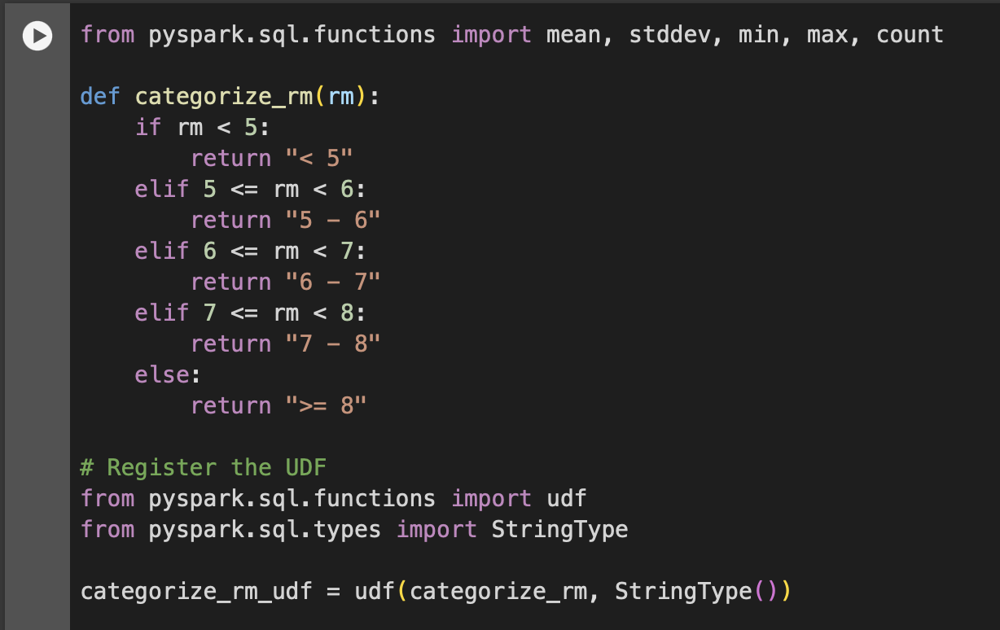 from pyspark.sql.functions import mean, stddev, min, max, count

def categorize_rm(rm):
    if rm < 5:
        return "< 5"
    elif 5 <= rm < 6:
        return "5 – 6"
    elif 6 <= rm < 7:
        return "6 – 7"
    elif 7 <= rm < 8:
        return "7 – 8"
    else:
        return ">= 8"

# Register the UDF
from pyspark.sql.functions import udf
from pyspark.sql.types import StringType

categorize_rm_udf = udf(categorize_rm, StringType())